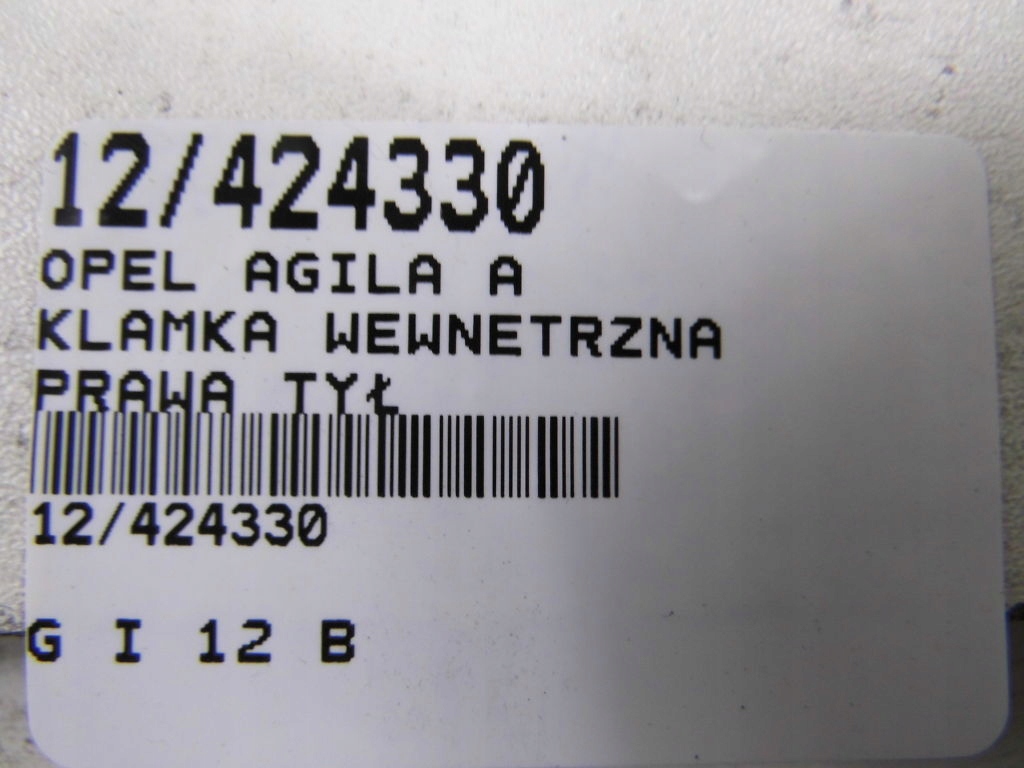 12/424330
OPEL AGILA A
KLAMKA WEWNETRZNA
PRAWA TYŁ
12/424330
G I 12 B